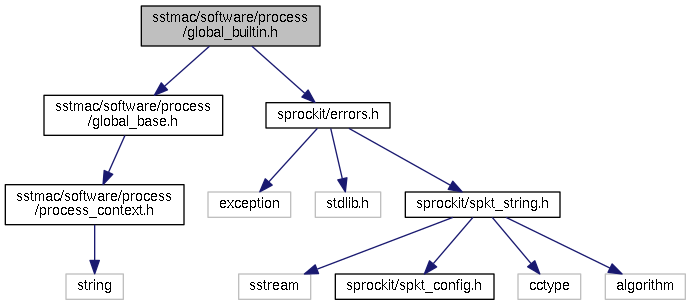 sstmac/software/process
/global_builtin.h
sstmac/software/process
/global_base.h
sprockit/errors.h
sstmac/software/process
/process_context.h
exception
stdlib.h
sprockit/spkt_string.h
string
sstream
sprockit/spkt_config.h
cctype
algorithm